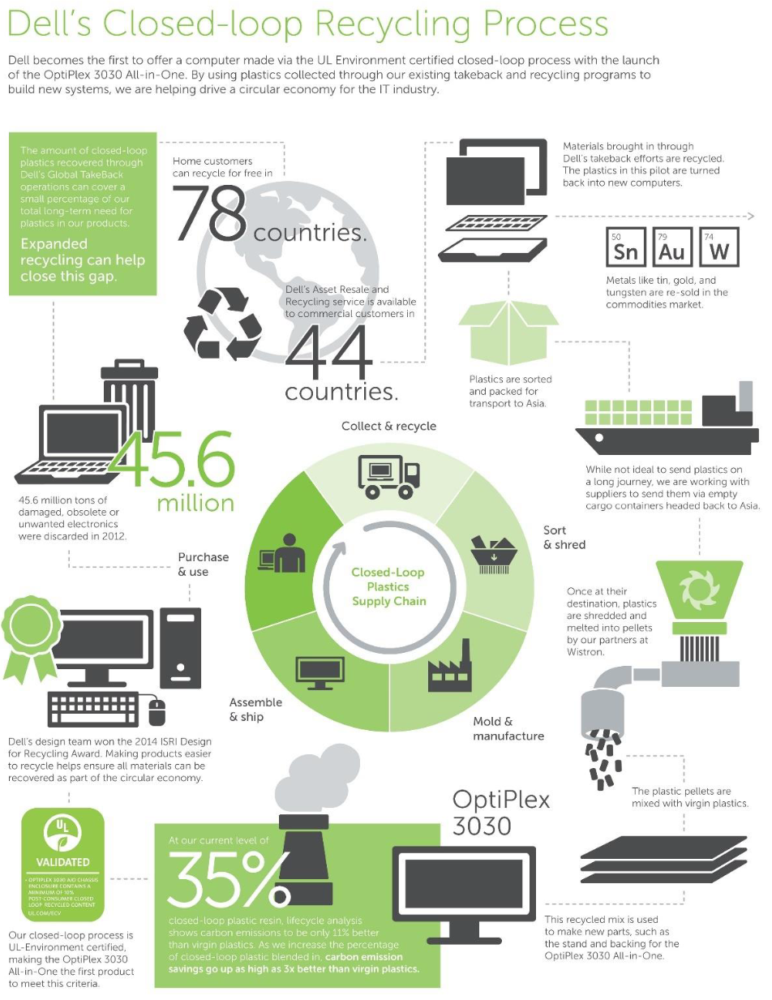 Dell's Closed-loop Recycling Process
Dell becomes the first to offer a computer made via the UL Environment certified closed-loop process with the launch
of the OptiPlex 3030 All-in-One. By using plastics collected through our existing takeback and recycling programs to
build new systems, we are helping drive a circular economy for the IT industry.
The amount of closed-loop
plastics recovered through
Dell's Global TakeBack
operations can cover a
small percentage of our
total long-term need for
plastics in our products.
Expanded
recycling can help
close this gap.
Home customers
can recycle for free in
78 countries.
Dell's Asset Resale and
Recycling service is available
to commercial customers in
44
countries.
Materials brought in through
Dell's takeback efforts are recycled.
The plastics in this pilot are turned
back into new computers.
50
Sn
79
Au
74
W
Metals like tin, gold, and
tungsten are re-sold in the
commodities market.
Plastics are sorted
and packed for
transport to Asia.
While not ideal to send plastics on
a long journey, we are working with
suppliers to send them via empty
cargo containers headed back to Asia.
45.6
million
45.6 million tons of
damaged, obsolete or
unwanted electronics
were discarded in 2012.
Collect & recycle
Sort
& shred
Mold &
manufacture
Assemble
& ship
Purchase
& use
Closed-Loop
Plastics
Supply Chain
Once at their
destination, plastics
are shredded and
melted into pellets
by our partners at
Wistron.
The plastic pellets are
mixed with virgin plastics.
This recycled mix is used
to make new parts, such as
the stand and backing for the
OptiPlex 3030 All-in-One.
OptiPlex
3030
At our current level of
35%
closed-loop plastic resin, lifecycle analysis
shows carbon emissions to be only 11% better
than virgin plastics. As we increase the percentage
of closed-loop plastic blended in, carbon emission
savings go up as high as 3x better than virgin plastics.
Dell's design team won the 2014 ISRI Design
for Recycling Award. Making products easier
to recycle helps ensure all materials can be
recovered as part of the circular economy.
UL
VALIDATED
• OPTIPLEX 3030 AIO CHASSIS
ENCLOSURE CONTAINS A
MINIMUM OF 10%
POST-CONSUMER CLOSED
LOOP RECYCLED CONTENT
UL.COM/ECV
Our closed-loop process is
UL-Environment certified,
making the OptiPlex 3030
All-in-One the first product
to meet this criteria.